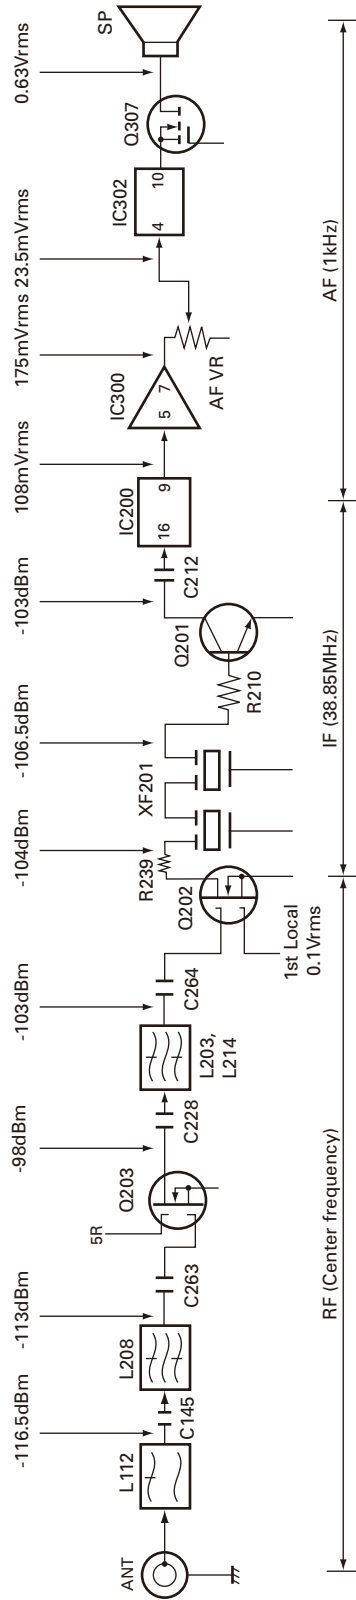 -116.5dBm
-113dBm
-98dBm
-103dBm
-104dBm
-106.5dBm
-103dBm
108mVrms
175mVrms
23.5mVrms
0.63Vrms
ANT
L112
C145
L208
C263
5R
Q203
C228
L203,
L214
C264
1st Local
0.1Vrms
Q202
R239
XF201
R210
Q201
C212
IC200
16
9
IC300
5
7
AF VR
IC302
4
10
Q307
SP
RF (Center frequency)
IF (38.85MHz)
AF (1kHz)